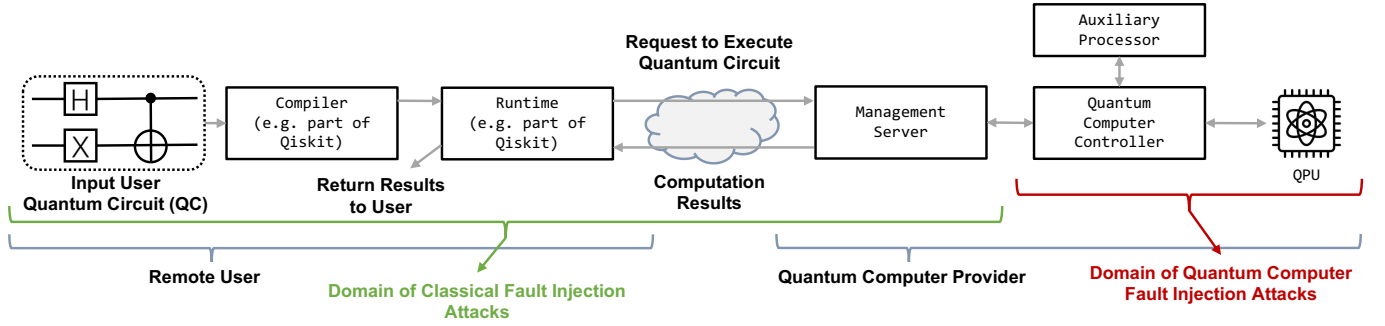 Request to Execute
Quantum Circuit
Auxiliary
Processor
H
X
Compiler
(e.g. part of
Qiskit)
Runtime
(e.g. part of
Qiskit)
Management
Server
Quantum
Computer
Controller
QPU
Input User
Quantum Circuit (QC)
Return Results
to User
Computation
Results
Remote User
Quantum Computer Provider
Domain of Classical Fault Injection
Attacks
Domain of Quantum Computer
Fault Injection Attacks